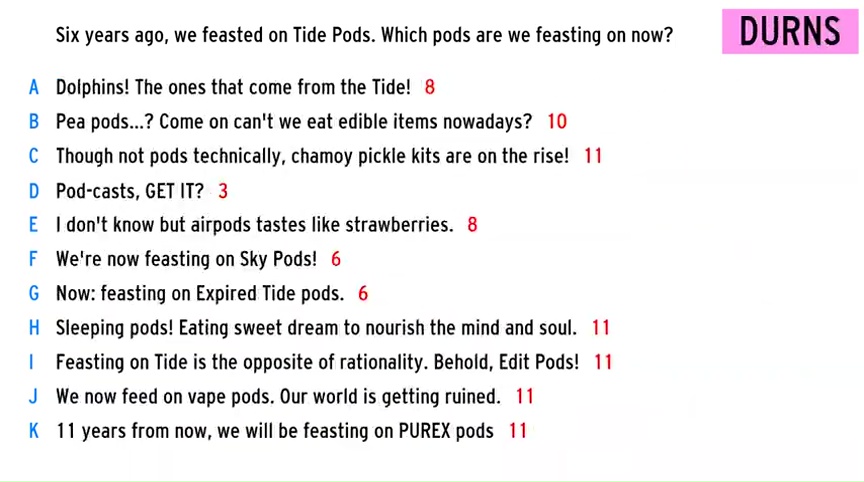 Six years ago, we feasted on Tide Pods. Which pods are we feasting on now?
DURNS
A Dolphins! The ones that come from the Tide! 8
B Pea pods...? Come on can't we eat edible items nowadays? 10
C Though not pods technically, chamoy pickle kits are on the rise! 11
D Pod-casts, GET IT? 3
E I don't know but airpods tastes like strawberries. 8
F We're now feasting on Sky Pods! 6
G Now: feasting on Expired Tide pods. 6
H Sleeping pods! Eating sweet dream to nourish the mind and soul. 11
I Feasting on Tide is the opposite of rationality. Behold, Edit Pods! 11
J We now feed on vape pods. Our world is getting ruined. 11
K 11 years from now, we will be feasting on PUREX pods 11